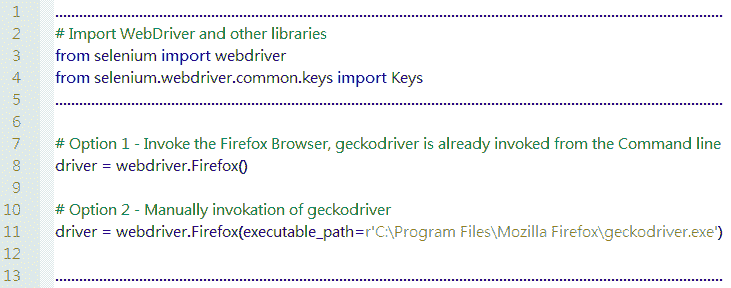 1 ................................................................................
2 # Import WebDriver and other libraries
3 from selenium import webdriver
4 from selenium.webdriver.common.keys import Keys
5 ................................................................................
6
7 # Option 1 - Invoke the Firefox Browser, geckodriver is already invoked from the Command line
8 driver = webdriver.Firefox()
9
10 # Option 2 - Manually invokation of geckodriver
11 driver = webdriver.Firefox(executable_path=r'C:\Program Files\Mozilla Firefox\geckodriver.exe')
12
13 ................................................................................